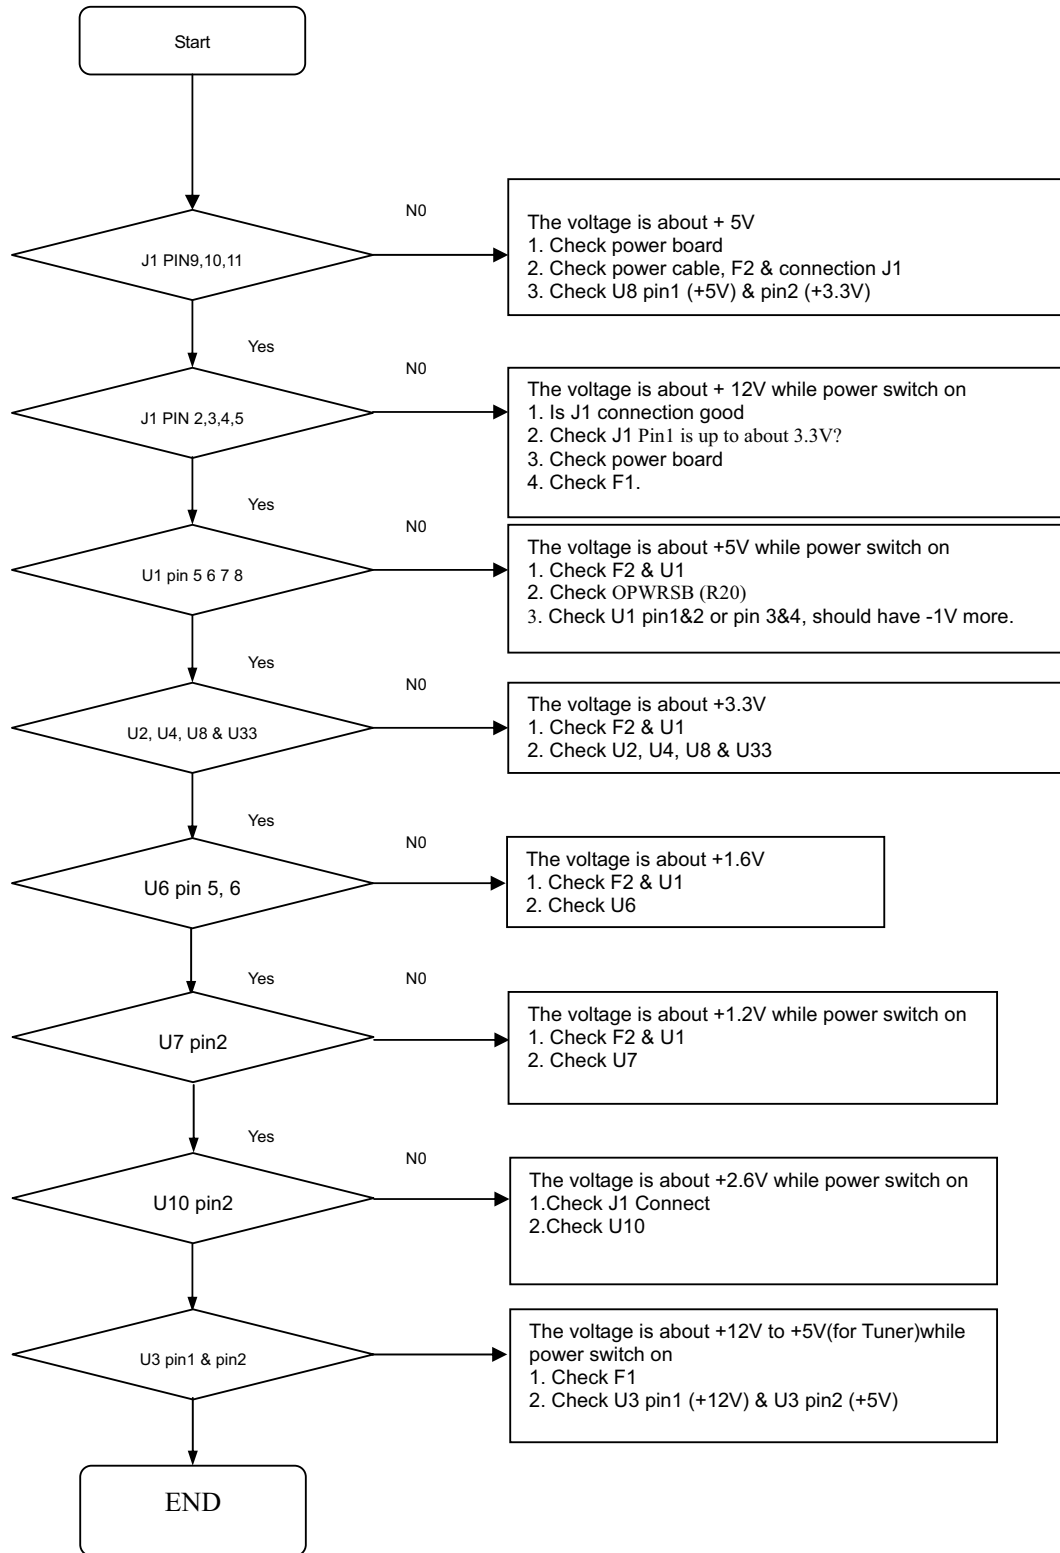 Start
N0
J1 PIN9,10,11
The voltage is about + 5V
1. Check power board
2. Check power cable, F2 & connection J1
3. Check U8 pin1 (+5V) & pin2 (+3.3V)
Yes
N0
J1 PIN 2,3,4,5
The voltage is about + 12V while power switch on
1. Is J1 connection good
2. Check J1 Pin1 is up to about 3.3V?
3. Check power board
4. Check F1.
Yes
N0
U1 pin 5 6 7 8
The voltage is about +5V while power switch on
1. Check F2 & U1
2. Check OPWRSB (R20)
3. Check U1 pin1&2 or pin 3&4, should have -1V more.
Yes
N0
U2, U4, U8 & U33
The voltage is about +3.3V
1. Check F2 & U1
2. Check U2, U4, U8 & U33
Yes
N0
U6 pin 5, 6
The voltage is about +1.6V
1. Check F2 & U1
2. Check U6
Yes
N0
U7 pin2
The voltage is about +1.2V while power switch on
1. Check F2 & U1
2. Check U7
Yes
N0
U10 pin2
The voltage is about +2.6V while power switch on
1.Check J1 Connect
2.Check U10
U3 pin1 & pin2
The voltage is about +12V to +5V(for Tuner)while
power switch on
1. Check F1
2. Check U3 pin1 (+12V) & U3 pin2 (+5V)
END